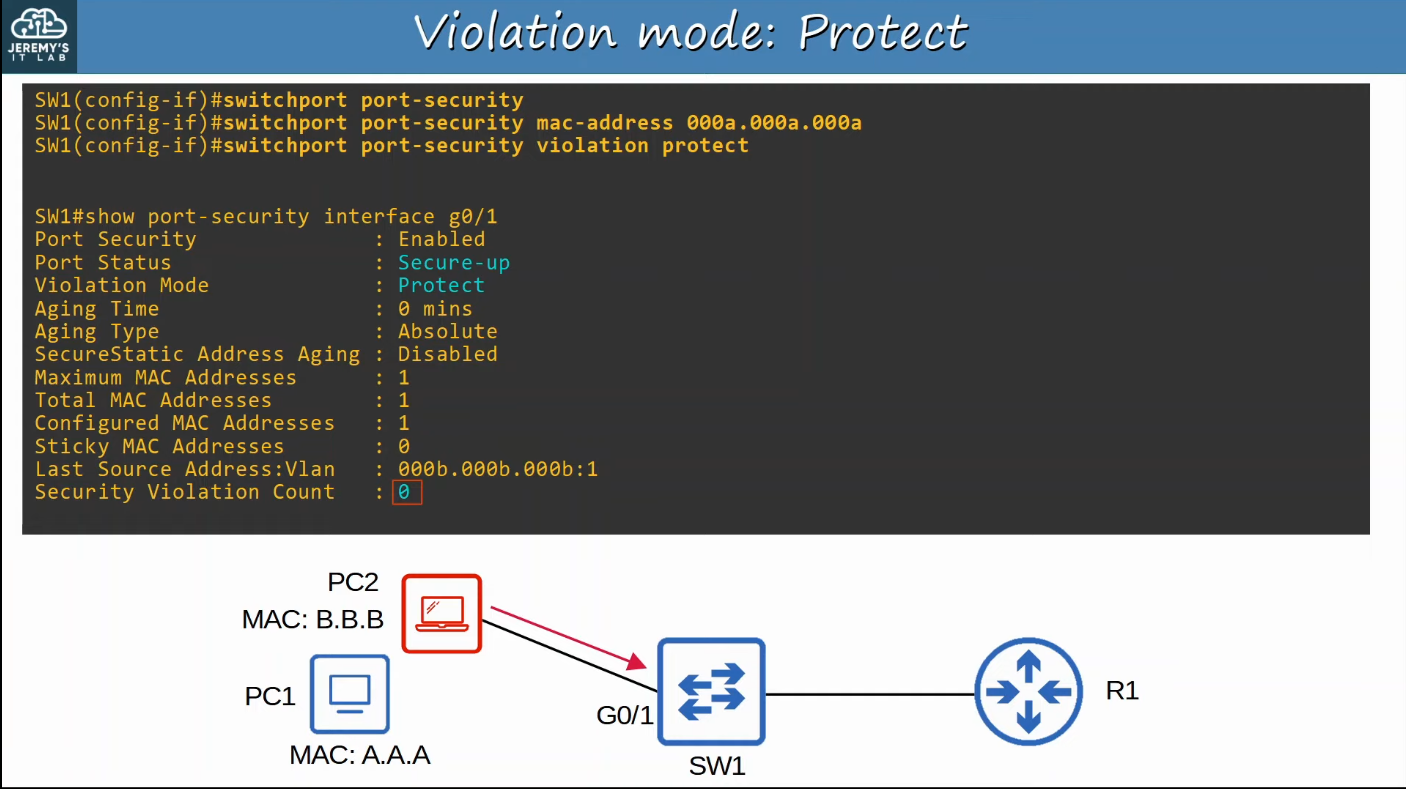 JEREMY'S
IT LAB
Violation mode: Protect
SW1(config-if)#switchport port-security
SW1(config-if)#switchport port-security mac-address 000a.000a.000a
SW1(config-if)#switchport port-security violation protect
SW1#show port-security interface g0/1
Port Security : Enabled
Port Status : Secure-up
Violation Mode : Protect
Aging Time : 0 mins
Aging Type : Absolute
SecureStatic Address Aging : Disabled
Maximum MAC Addresses : 1
Total MAC Addresses : 1
Configured MAC Addresses : 1
Sticky MAC Addresses : 0
Last Source Address:Vlan : 000b.000b.000b:1
Security Violation Count : 0
PC2
MAC: B.B.B
PC1
MAC: A.A.A
G0/1
SW1
R1